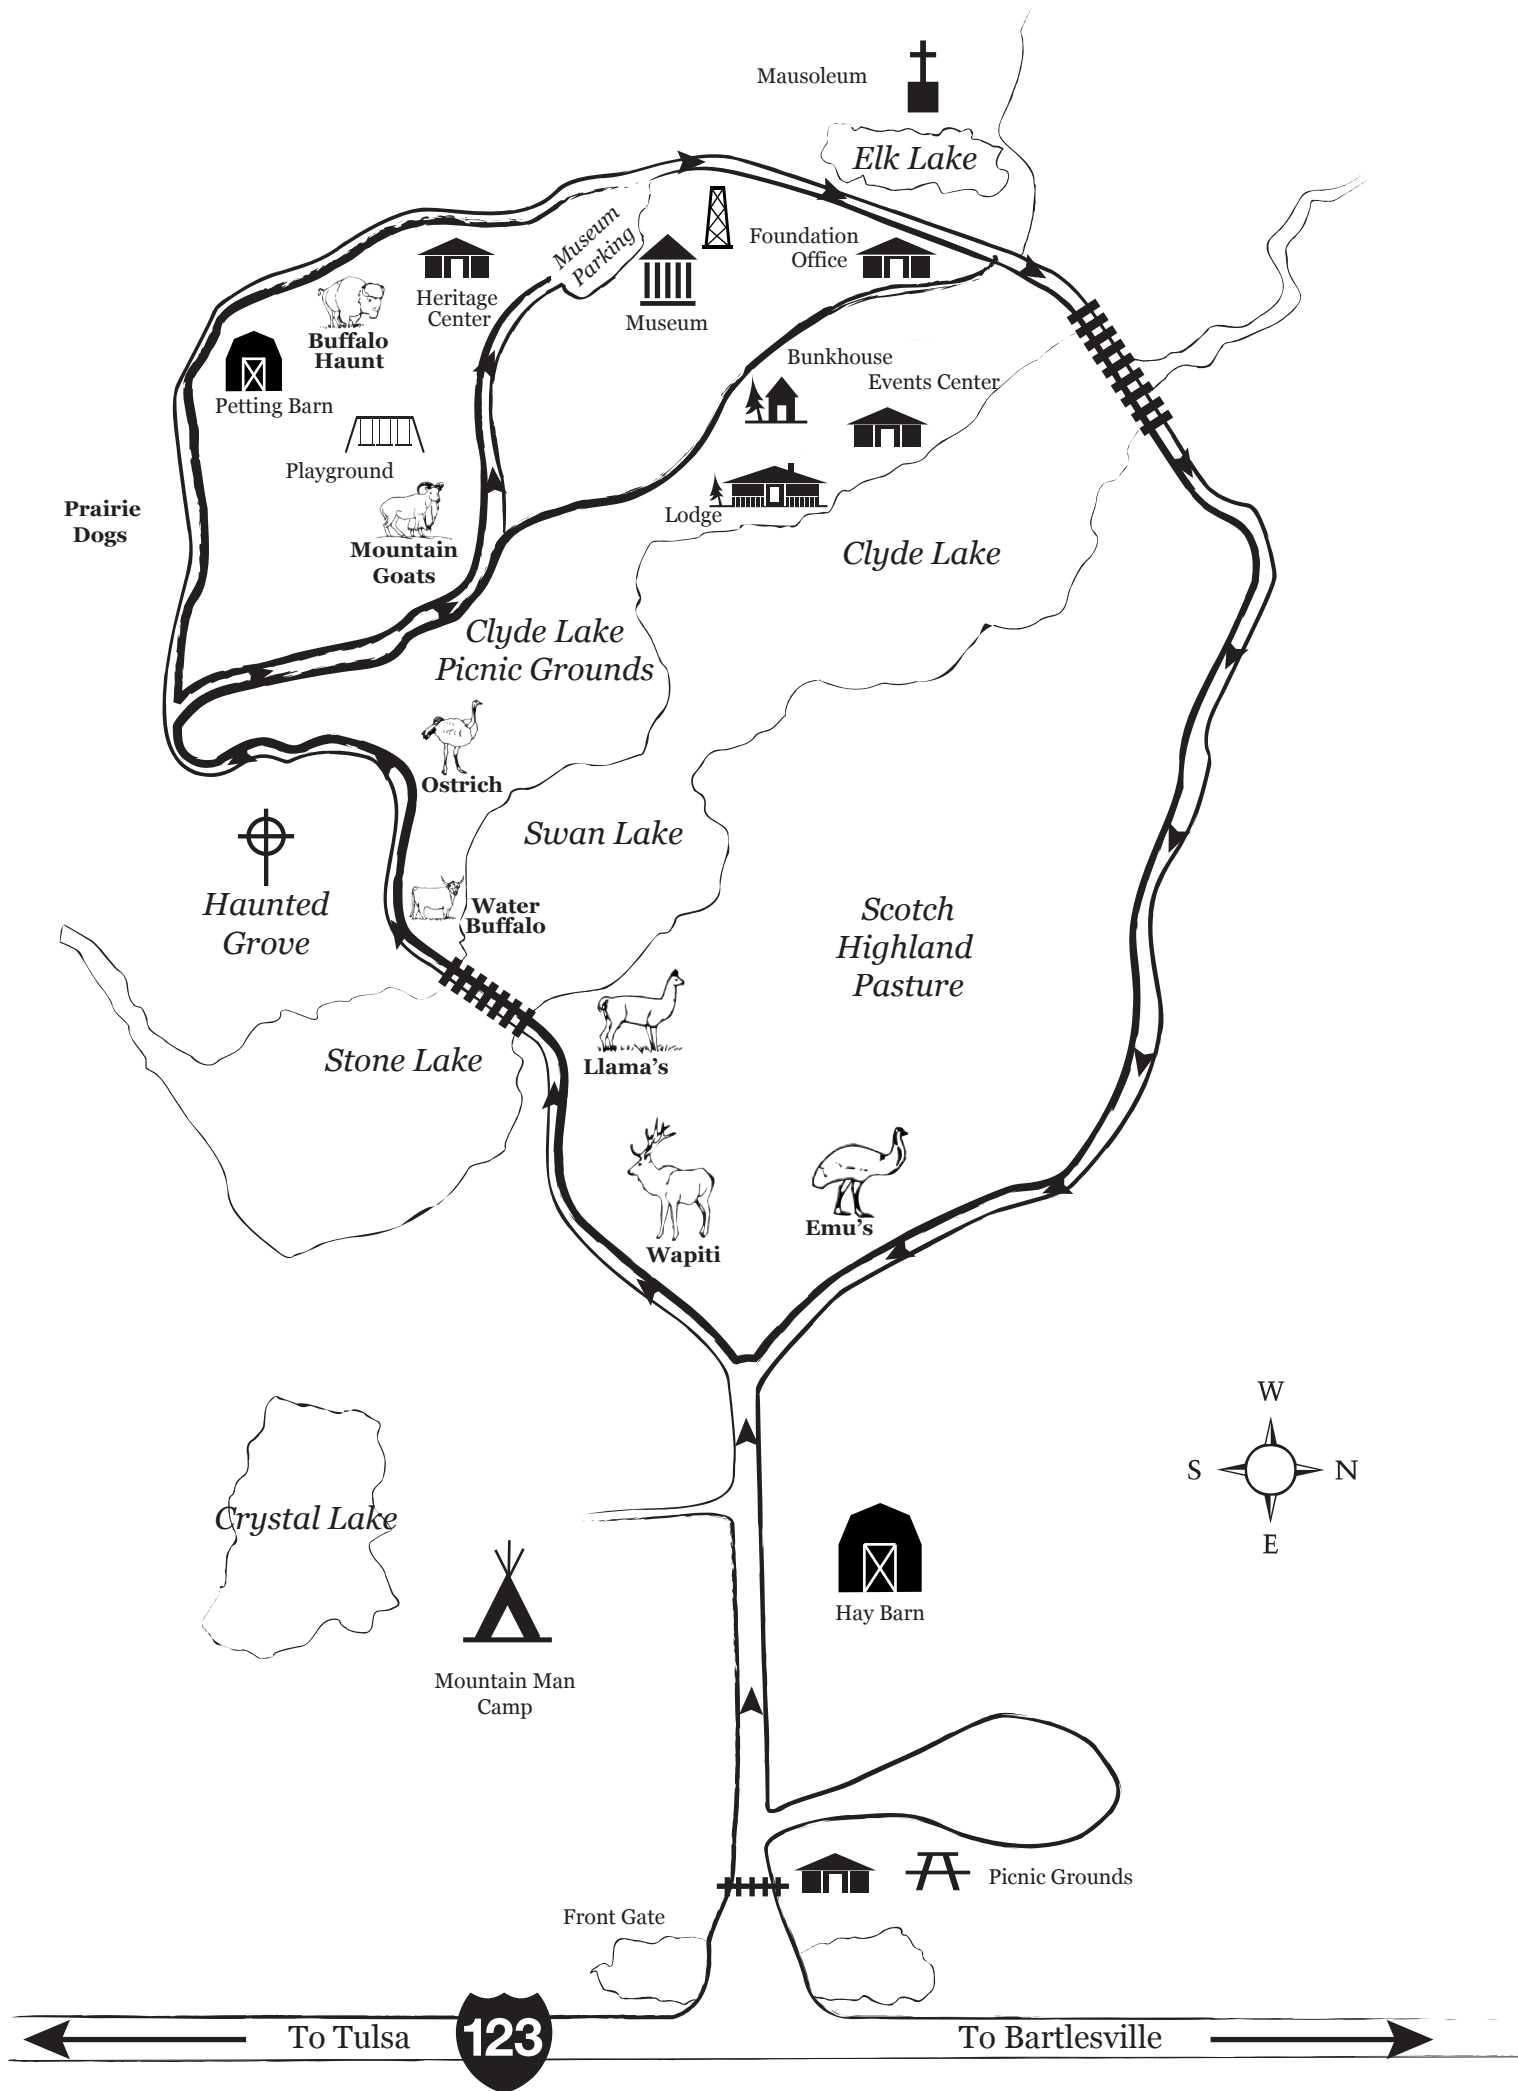 Mausoleum
Elk Lake
Museum
Parking
Foundation
Office
Heritage
Center
Museum
Buffalo
Haunt
Bunkhouse
Events Center
Petting Barn
Playground
Prairie
Dogs
Lodge
Mountain
Goats
Clyde Lake
Clyde Lake
Picnic Grounds
Ostrich
Swan Lake
Haunted
Grove
Water
Buffalo
Scotch
Highland
Pasture
Stone Lake
Llama's
Wapiti
Emu's
W
S
N
E
Crystal Lake
Hay Barn
Mountain Man
Camp
Picnic Grounds
Front Gate
To Tulsa
123
To Bartlesville